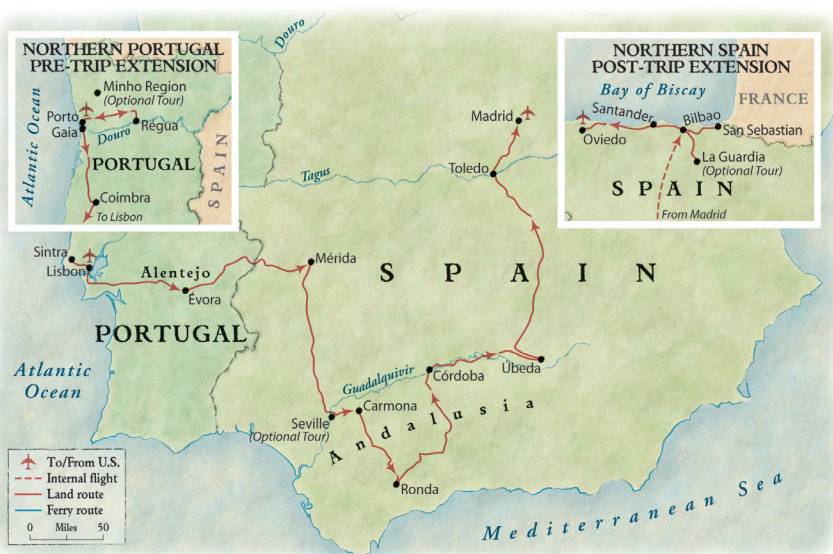 NORTHERN PORTUGAL
PRE-TRIP EXTENSION
Minho Region
(Optional Tour)
Porto
Gaia
Douro
Régua
PORTUGAL
SPAIN
Atlantic Ocean
Coimbra
To Lisbon
Douro
NORTHERN SPAIN
POST-TRIP EXTENSION
Bay of Biscay
FRANCE
Santander
Bilbao
San Sebastian
Oviedo
La Guardia
(Optional Tour)
SPAIN
From Madrid
Madrid
Toledo
Tagus
Sintra
Lisbon
Alentejo
Évora
Mérida
SPAIN
PORTUGAL
Atlantic
Ocean
Guadalquivir
Córdoba
Úbeda
Seville
(Optional Tour)
Carmona
Andalusia
Ronda
Mediterranean Sea
To/From U.S.
Internal flight
Land route
Ferry route
0 Miles 50